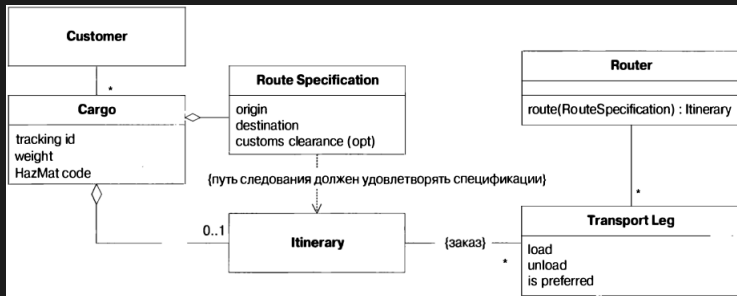 Customer
*
Cargo
tracking id
weight
HazMat code
Route Specification
origin
destination
customs clearance (opt)
Router
route(RouteSpecification) : Itinerary
{путь следования должен удовлетворять спецификации}
*
0..1
Itinerary
{заказ}
*
Transport Leg
load
unload
is preferred